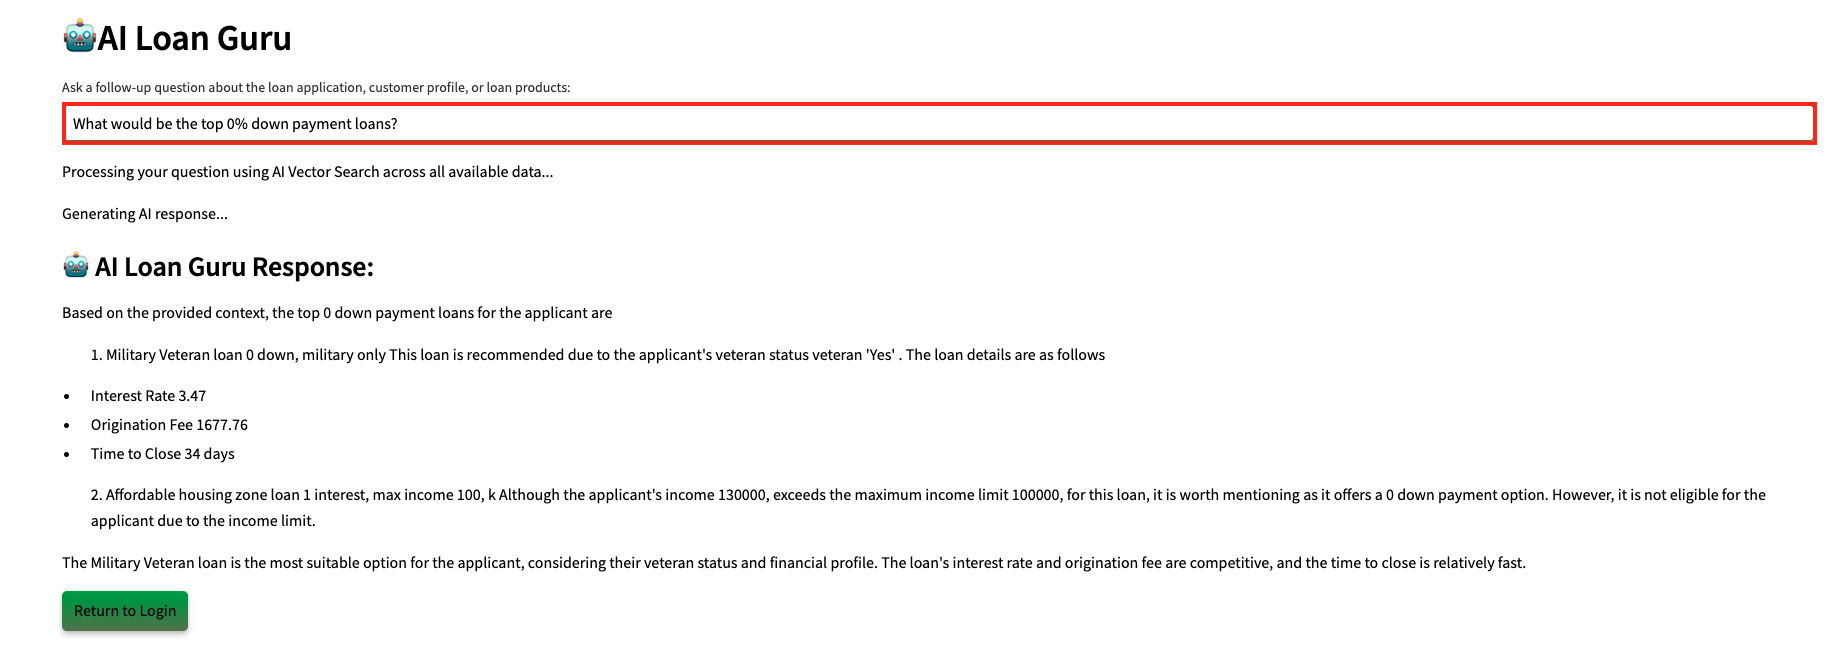 AI Loan Guru
Ask a follow-up question about the loan application, customer profile, or loan products:
What would be the top 0% down payment loans?
Processing your question using AI Vector Search across all available data...
Generating AI response...
AI Loan Guru Response:
Based on the provided context, the top 0 down payment loans for the applicant are
1. Military Veteran loan 0 down, military only This loan is recommended due to the applicant's veteran status veteran 'Yes' . The loan details are as follows
• Interest Rate 3.47
• Origination Fee 1677.76
• Time to Close 34 days
2. Affordable housing zone loan 1 interest, max income 100, k Although the applicant's income 130000, exceeds the maximum income limit 100000, for this loan, it is worth mentioning as it offers a 0 down payment option. However, it is not eligible for the
applicant due to the income limit.
The Military Veteran loan is the most suitable option for the applicant, considering their veteran status and financial profile. The loan's interest rate and origination fee are competitive, and the time to close is relatively fast.
Return to Login